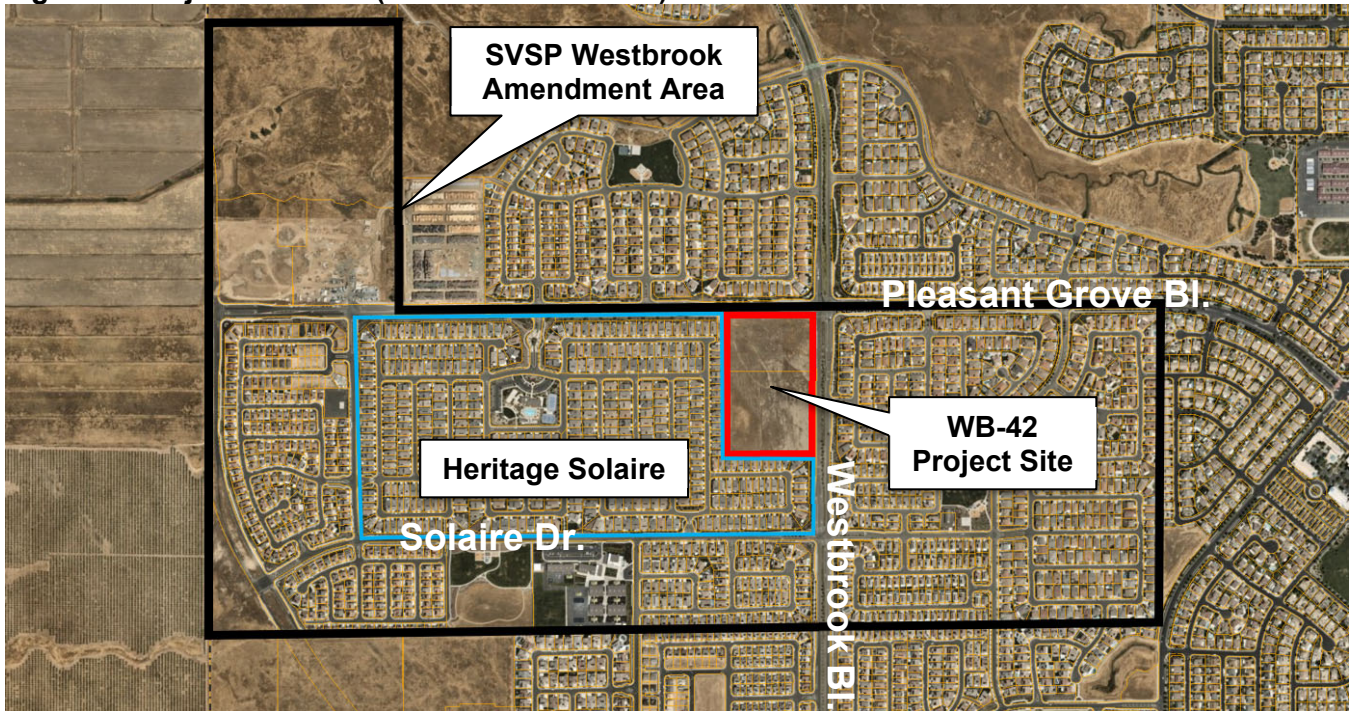 SVSP Westbrook
Amendment Area
Pleasant Grove Bl.
WB-42
Project Site
Heritage Solaire
Solaire Dr.
Westbrook Bl.